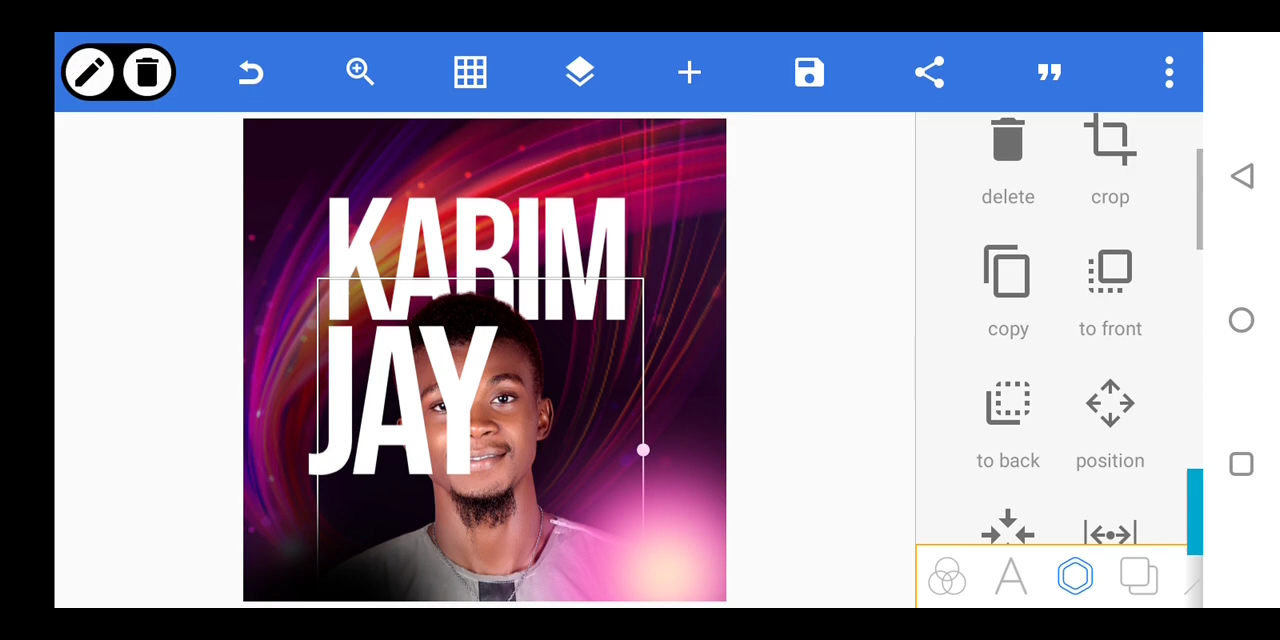 KARIM
JAY
delete
crop
copy
to front
to back
position